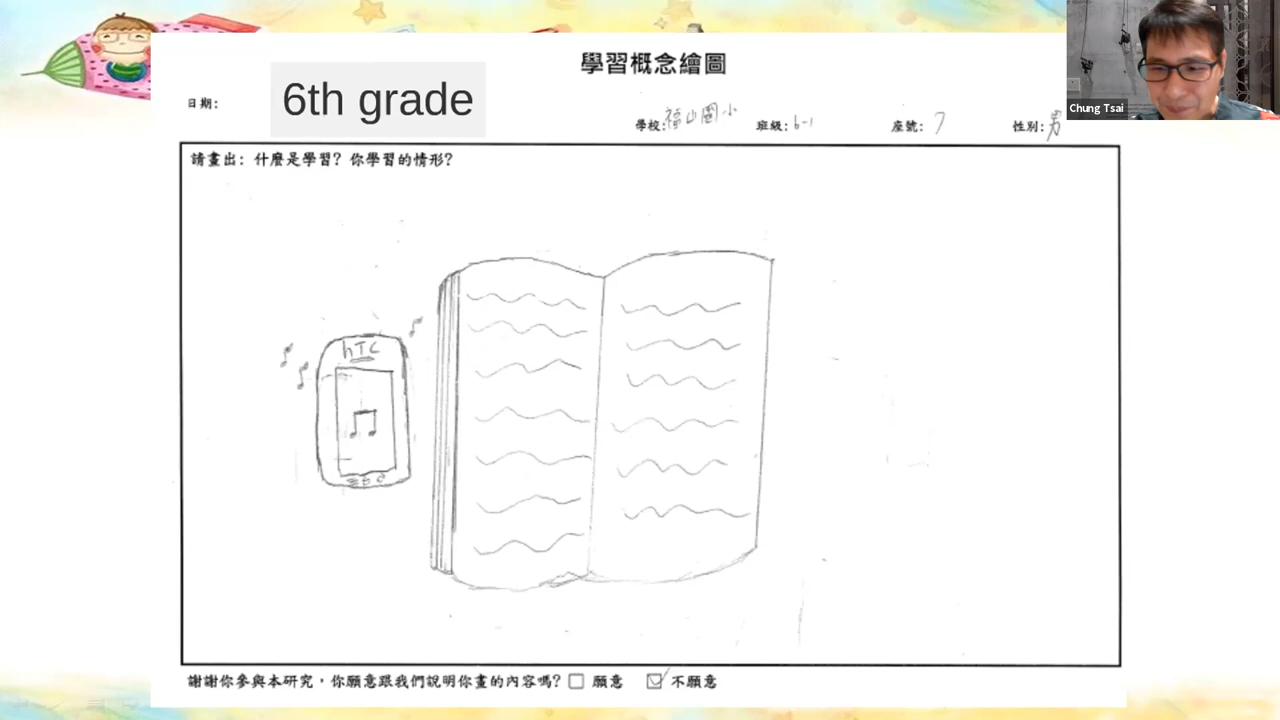 學習概念繪圖
日期:
6th grade
學校: 福山國小 班級: 6-1 座號: 7 性別: 男
Chung Tsai
請畫出: 什麼是學習? 你學習的情形?
hTC
謝謝你參與本研究，你願意跟我們說明你畫的內容嗎? □ 願意 ☑ 不願意